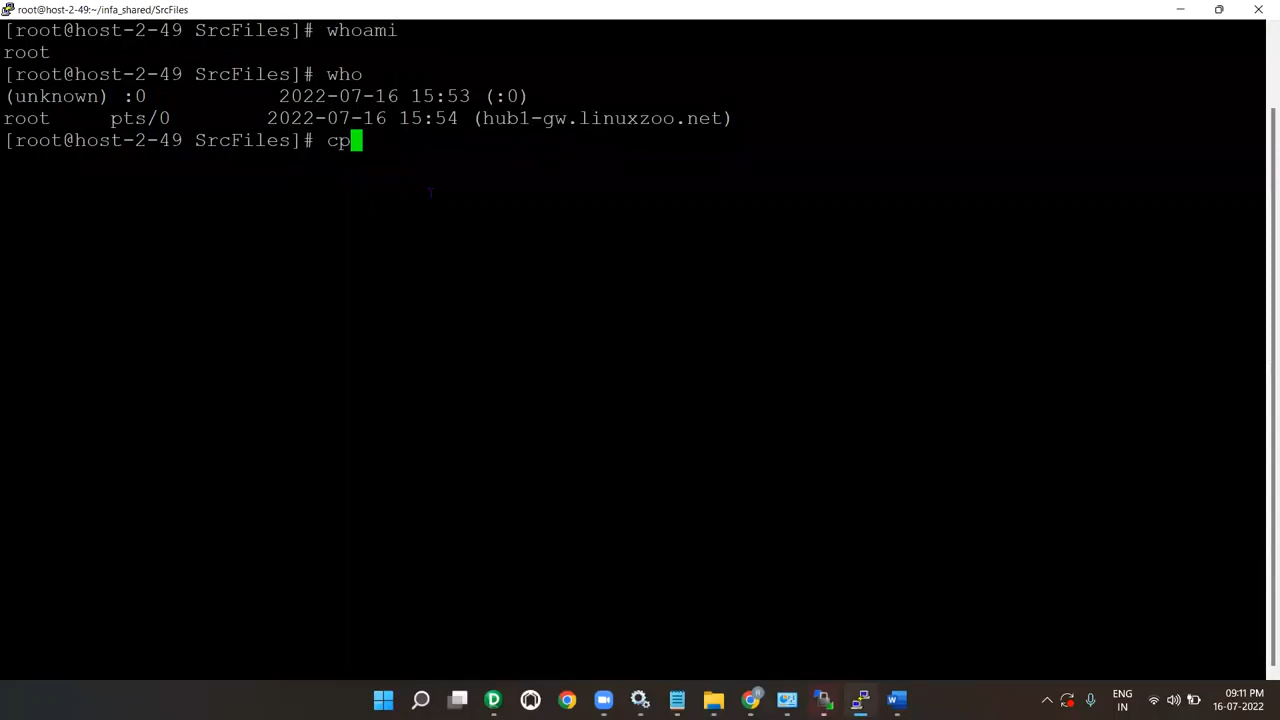 root@host-2-49:~/infa_shared/SrcFiles
[root@host-2-49 SrcFiles]# whoami
root
[root@host-2-49 SrcFiles]# who
(unknown) :0           2022-07-16 15:53 (:0)
root     pts/0        2022-07-16 15:54 (hub1-gw.linuxzoo.net)
[root@host-2-49 SrcFiles]# cp
ENG
IN
09:11 PM
16-07-2022